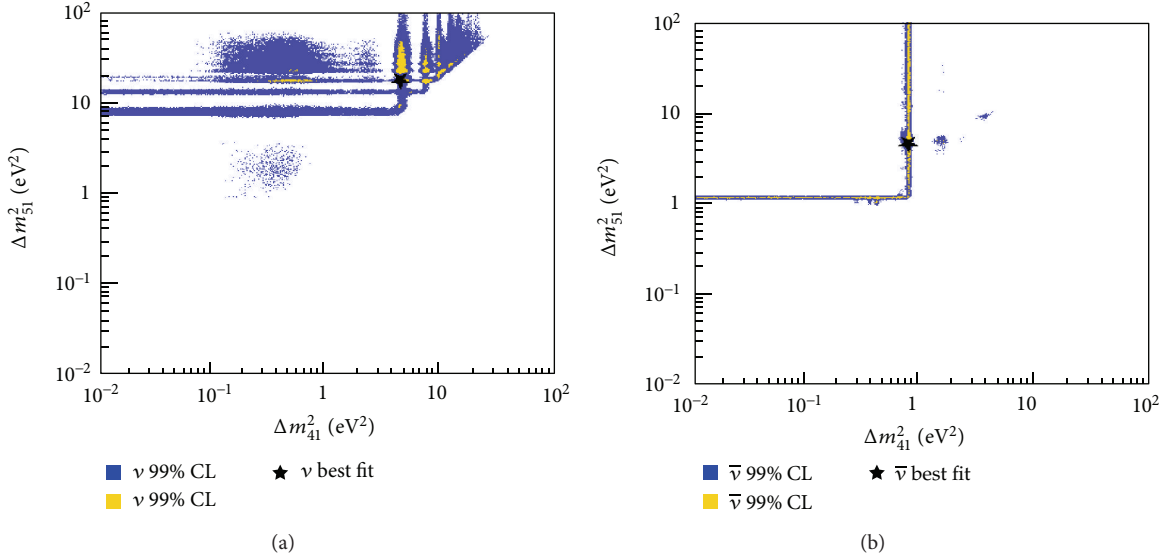 10²
10
1
10⁻¹
10⁻²
Δm²₅₁ (eV²)
10⁻² 10⁻¹ 1 10 10²
Δm²₄₁ (eV²)
ν 99% CL
ν 99% CL
ν best fit
(a)
10²
10
1
10⁻¹
10⁻²
Δm²₅₁ (eV²)
10⁻² 10⁻¹ 1 10 10²
Δm²₄₁ (eV²)
ν̅ 99% CL
ν̅ 99% CL
ν̅ best fit
(b)